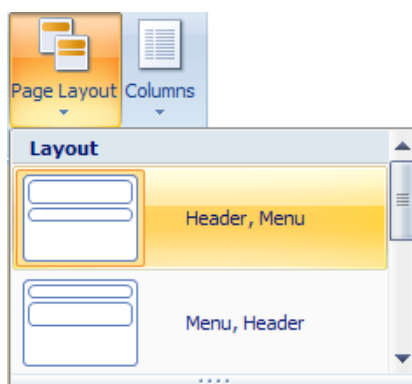 Page Layout Columns
Layout
Header, Menu
Menu, Header